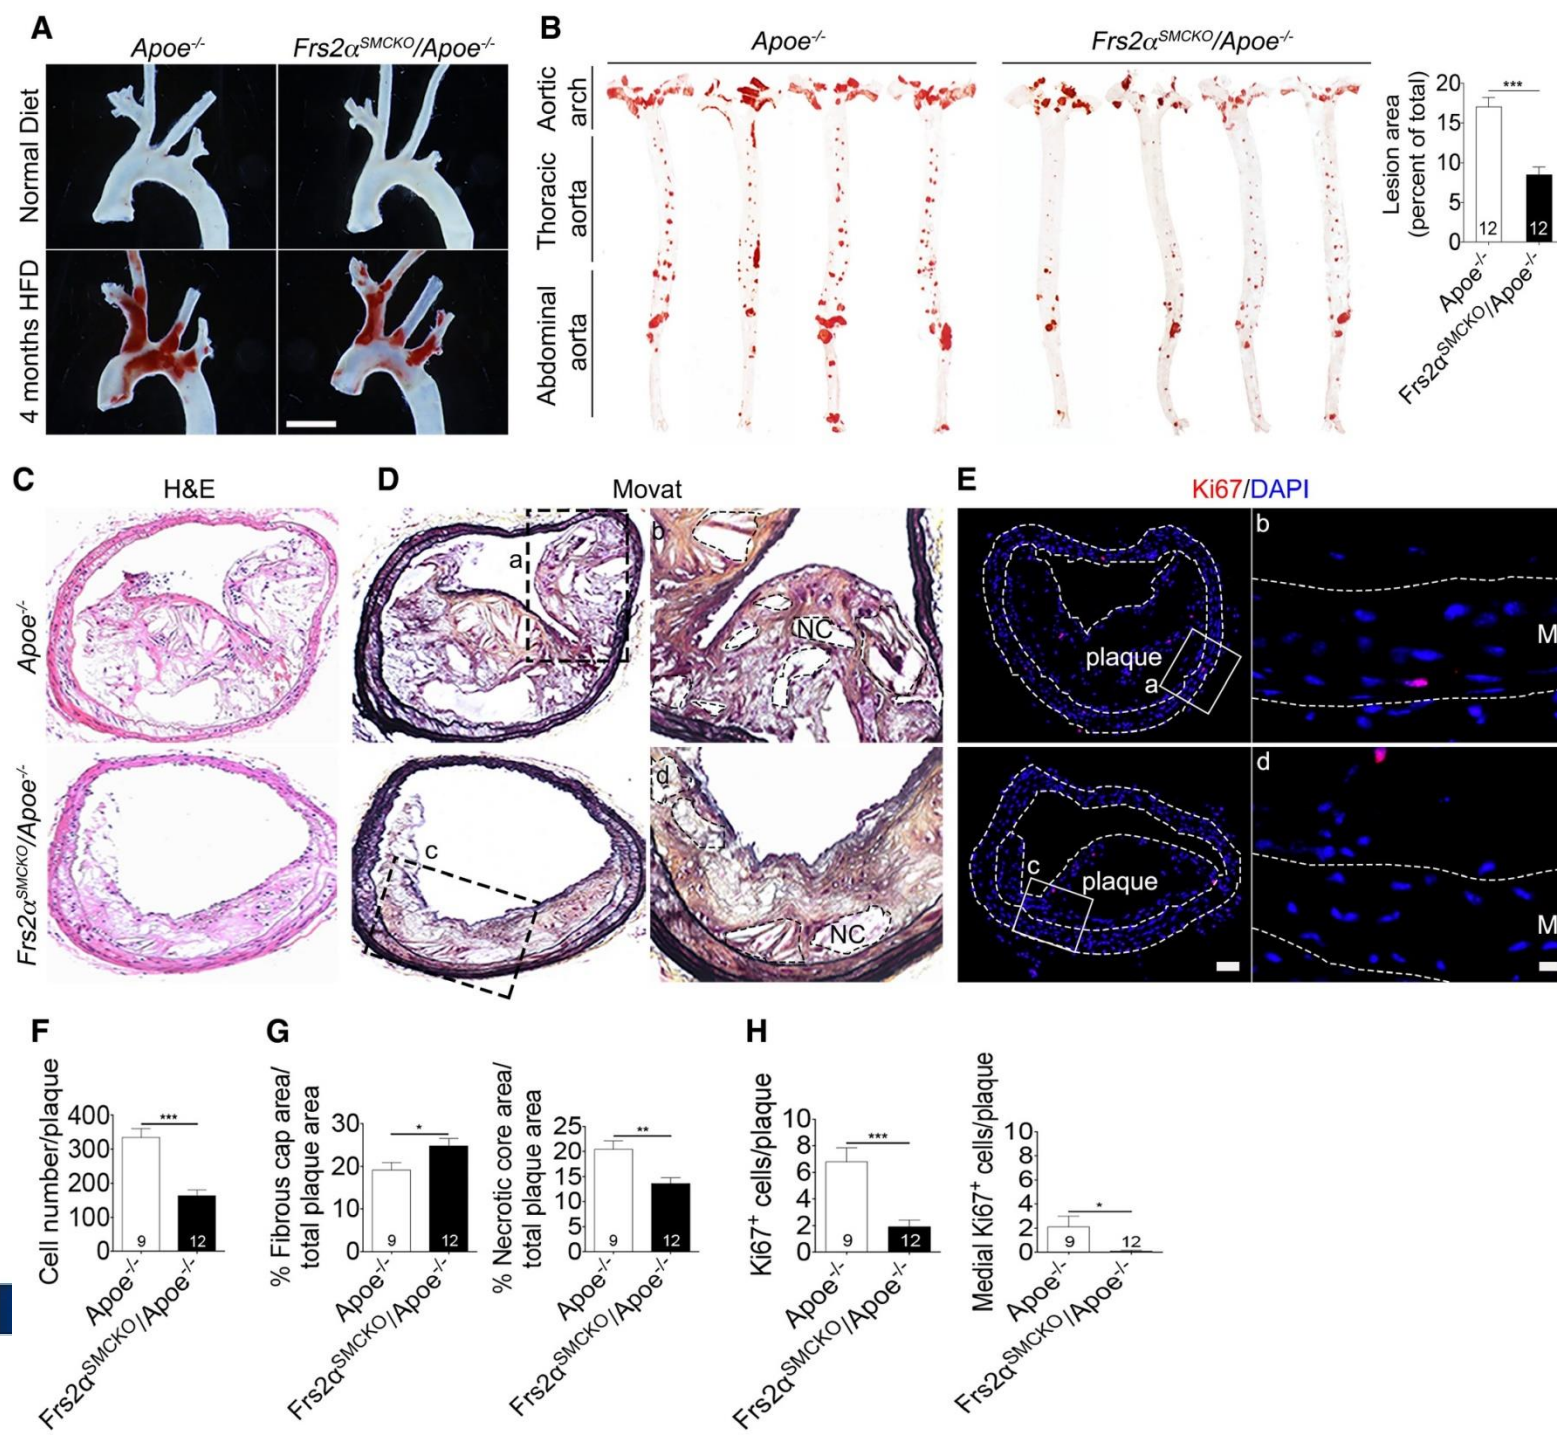 A
Apoe-/-
Frs2αSMCKO/Apoe-/-
Normal Diet
4 months HFD
B
Apoe-/-
Frs2αSMCKO/Apoe-/-
Aortic
arch
Thoracic
aorta
Abdominal
aorta
Lesion area
(percent of total)
20
15
10
5
0
***
12
12
Apoe-/-
Frs2αSMCKO/Apoe-/-
C
H&E
Apoe-/-
Frs2αSMCKO/Apoe-/-
D
Movat
a
b
NC
c
d
NC
E
Ki67/DAPI
plaque
a
b
M
c
plaque
d
M
F
Cell number/plaque
400
300
200
100
0
***
9
12
Apoe-/-
Frs2αSMCKO/Apoe-/-
G
% Fibrous cap area/
total plaque area
30
20
10
0
*
9
12
Apoe-/-
Frs2αSMCKO/Apoe-/-
% Necrotic core area/
total plaque area
25
20
15
10
5
0
**
9
12
Apoe-/-
Frs2αSMCKO/Apoe-/-
H
Ki67+ cells/plaque
10
8
6
4
2
0
***
9
12
Apoe-/-
Frs2αSMCKO/Apoe-/-
Medial Ki67+ cells/plaque
10
8
6
4
2
0
*
9
12
Apoe-/-
Frs2αSMCKO/Apoe-/-